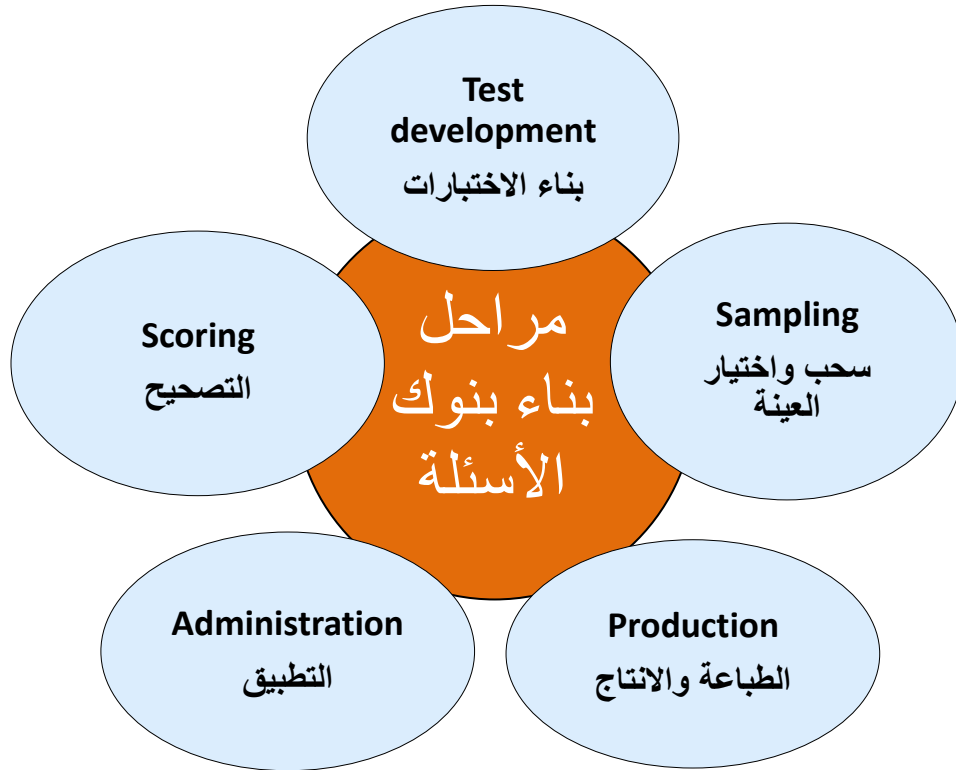 Test
development
بناء الاختبارات
Sampling
سحب واختيار
العينة
Production
الطباعة والانتاج
Administration
التطبيق
Scoring
التصحيح
مراحل
بناء بنوك
الأسئلة